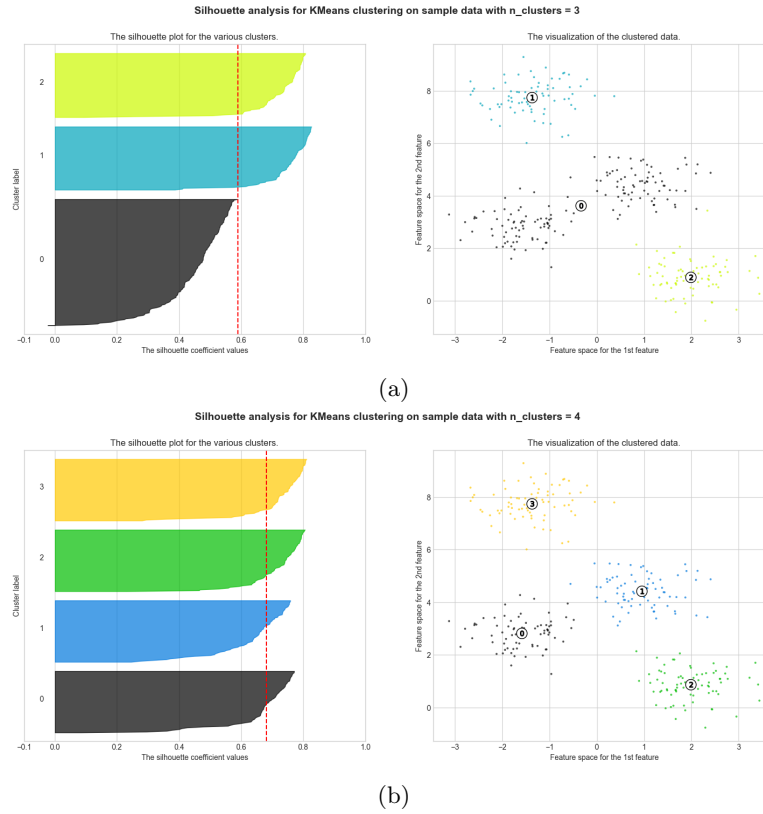 Silhouette analysis for KMeans clustering on sample data with n_clusters = 3
The silhouette plot for the various clusters.
Cluster label
2
1
0
−0.1 0.0 0.2 0.4 0.6 0.8 1.0
The silhouette coefficient values
The visualization of the clustered data.
Feature space for the 2nd feature
8
6
4
2
0
1
0
2
−3 −2 −1 0 1 2 3
Feature space for the 1st feature
(a)
Silhouette analysis for KMeans clustering on sample data with n_clusters = 4
The silhouette plot for the various clusters.
Cluster label
3
2
1
0
−0.1 0.0 0.2 0.4 0.6 0.8 1.0
The silhouette coefficient values
The visualization of the clustered data.
Feature space for the 2nd feature
8
6
4
2
0
3
1
0
2
−3 −2 −1 0 1 2 3
Feature space for the 1st feature
(b)